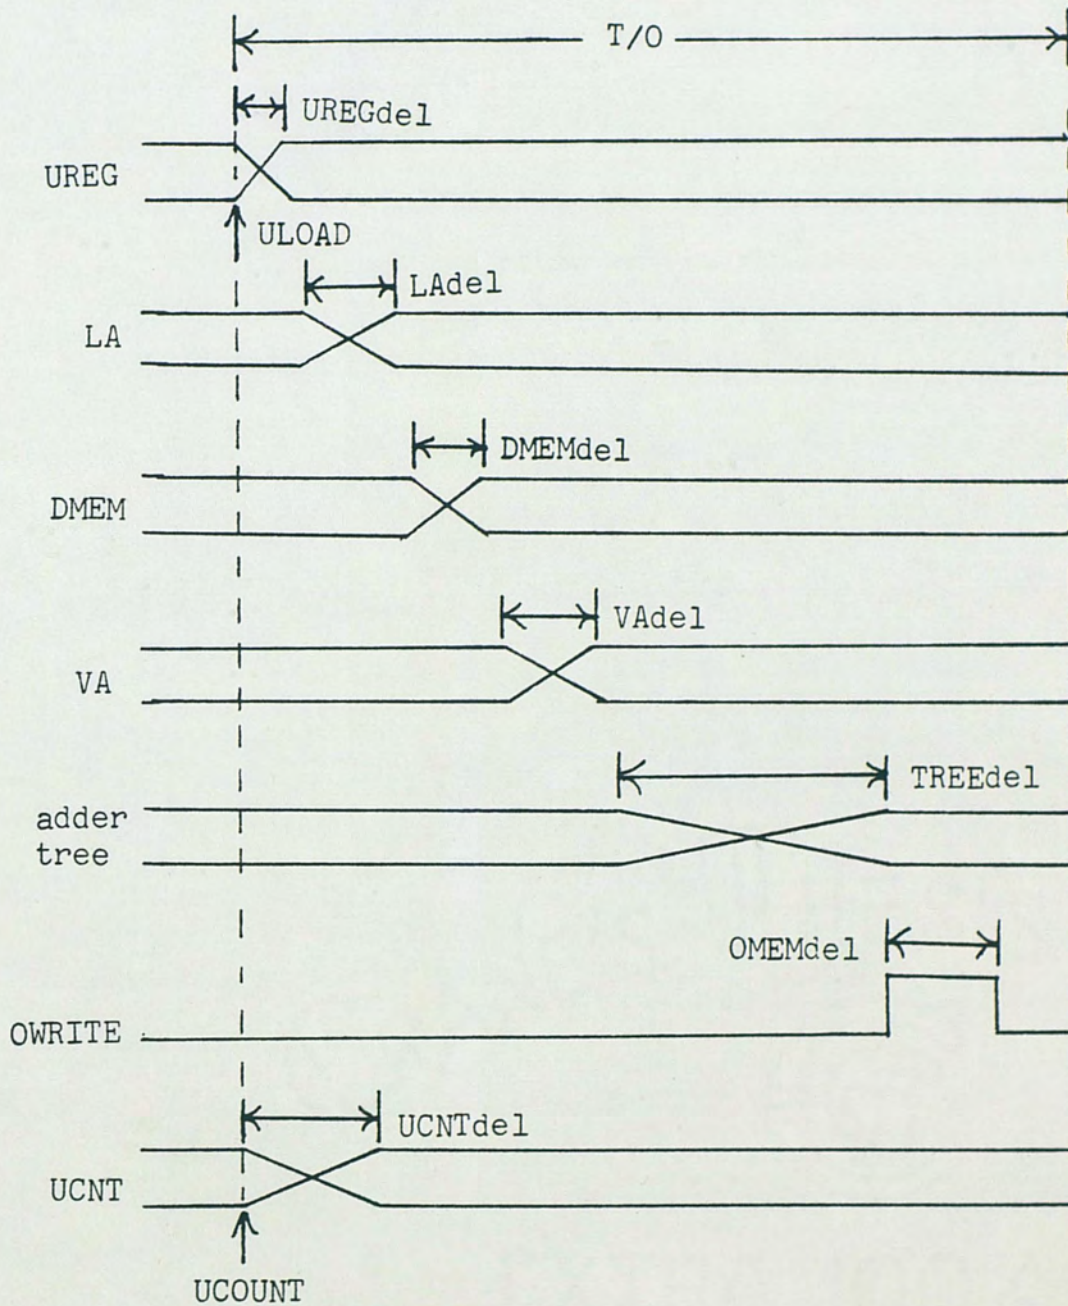 T/O
UREGdel
UREG
ULOAD
LAdel
LA
DMEMdel
DMEM
VAdel
VA
TREEdel
adder
tree
OMEMdel
OWRITE
UCNTdel
UCNT
UCOUNT